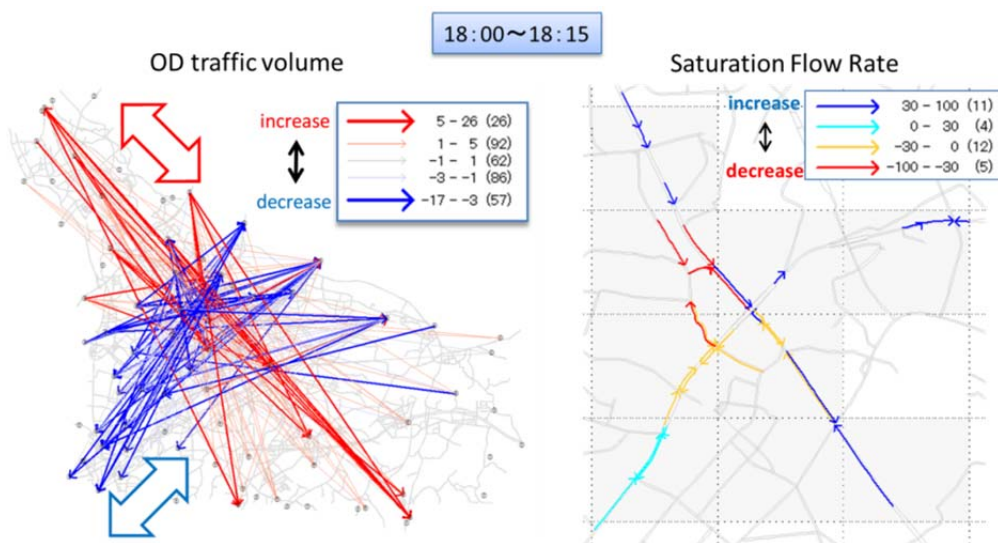 18:00～18:15
OD traffic volume
increase
decrease
5 - 26 (26)
1 - 5 (92)
-1 - 1 (62)
-3 - -1 (86)
-17 - -3 (57)
Saturation Flow Rate
increase
decrease
30 - 100 (11)
0 - 30 (4)
-30 - 0 (12)
-100 - -30 (5)